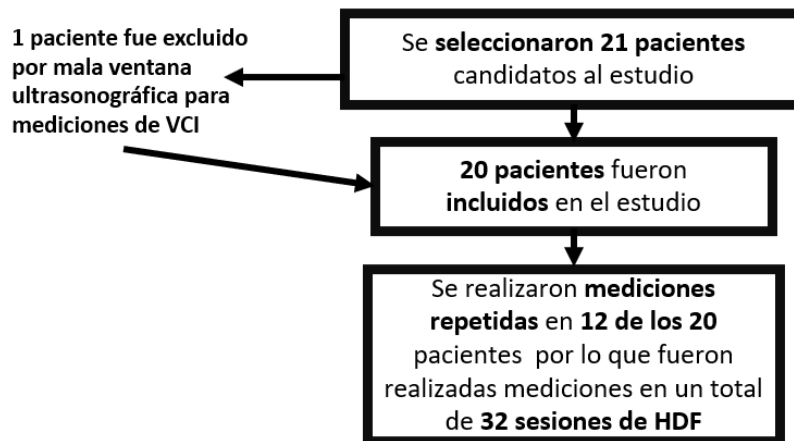 1 paciente fue excluido
por mala ventana
ultrasonográfica para
mediciones de VCI
Se seleccionaron 21 pacientes
candidatos al estudio
20 pacientes fueron
incluidos en el estudio
Se realizaron mediciones
repetidas en 12 de los 20
pacientes por lo que fueron
realizadas mediciones en un total
de 32 sesiones de HDF